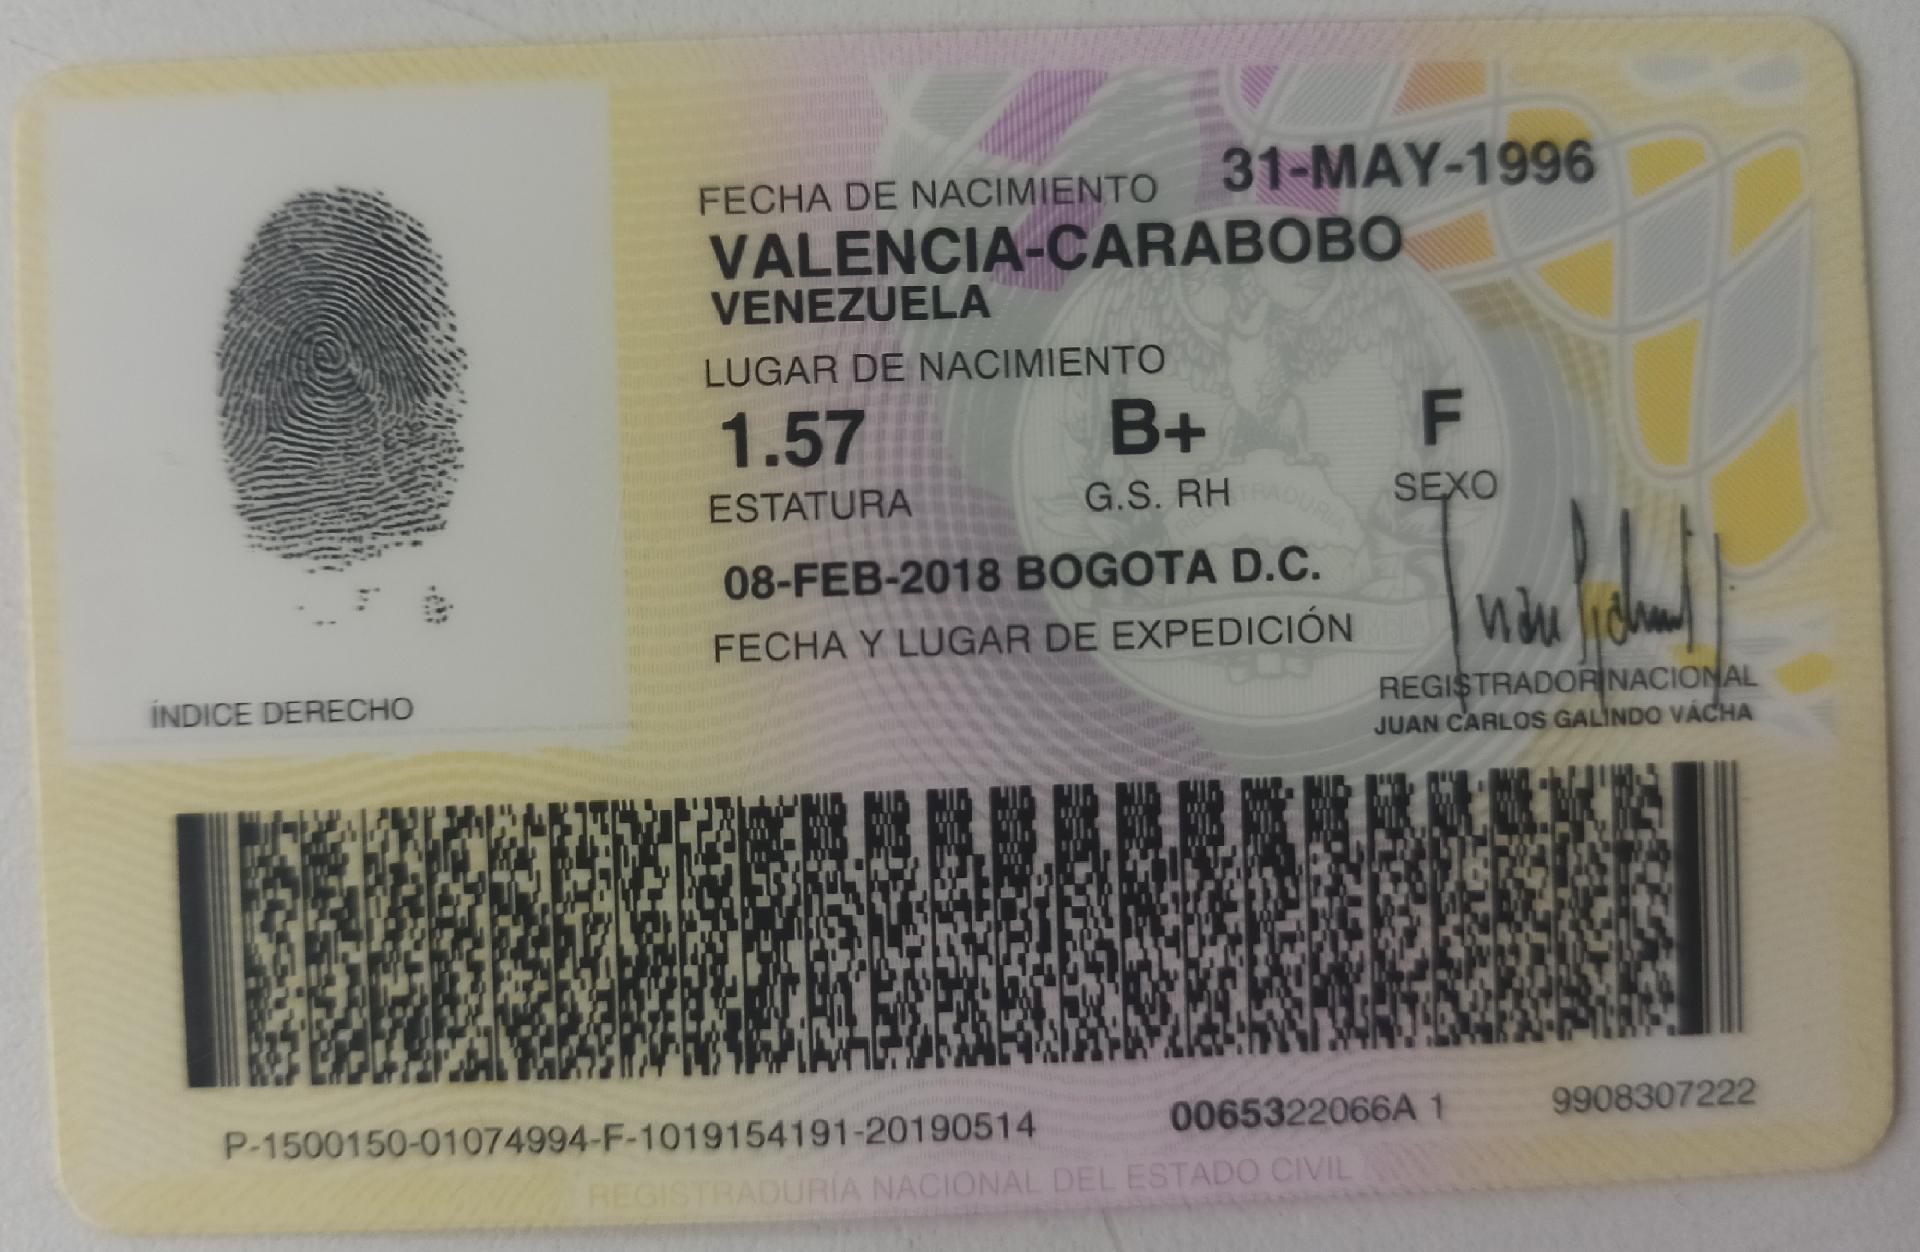 FECHA DE NACIMIENTO 31-MAY-1996
VALENCIA-CARABOBO
VENEZUELA
LUGAR DE NACIMIENTO
1.57 B+ F
ESTATURA G.S. RH SEXO
08-FEB-2018 BOGOTA D.C.
FECHA Y LUGAR DE EXPEDICIÓN
REGISTRADOR NACIONAL
JUAN CARLOS GALINDO VÁCHA
ÍNDICE DERECHO
P-1500150-01074994-F-1019154191-20190514 0065322066A 1 9908307222
REGISTRADURÍA NACIONAL DEL ESTADO CIVIL